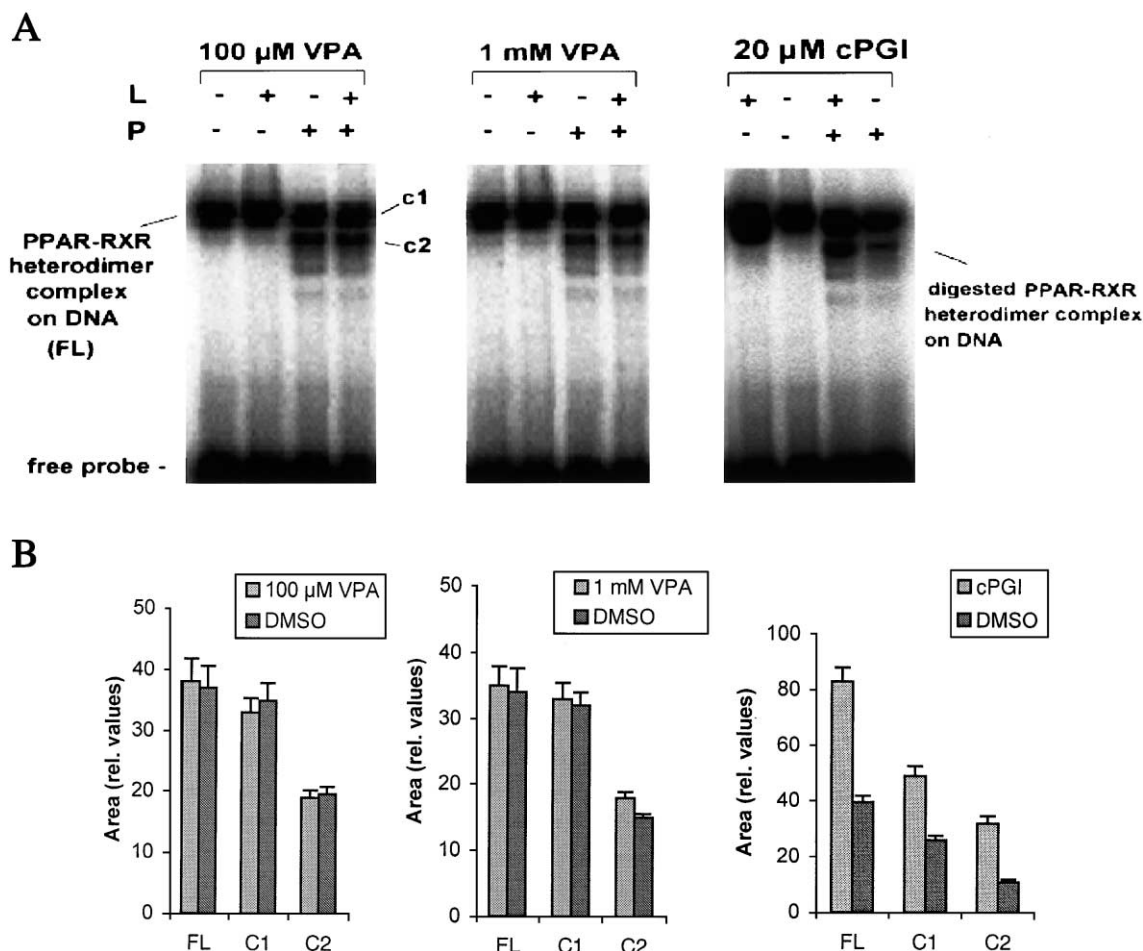 A
100 µM VPA
1 mM VPA
20 µM cPGI
L - + - + - + - + + - + -
P - - + + - - + + - - + +
c1
c2
PPAR-RXR
heterodimer
complex
on DNA
(FL)
digested PPAR-RXR
heterodimer complex
on DNA
free probe -
B
100 µM VPA
DMSO
Area (rel. values)
50
40
30
20
10
0
FL C1 C2
1 mM VPA
DMSO
Area (rel. values)
50
40
30
20
10
0
FL C1 C2
cPGI
DMSO
Area (rel. values)
100
80
60
40
20
0
FL C1 C2